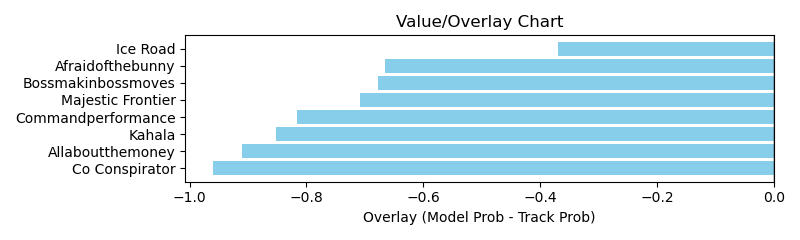 Value/Overlay Chart
Ice Road
Afraidofthebunny
Bossmakinbossmoves
Majestic Frontier
Commandperformance
Kahala
Allaboutthemoney
Co Conspirator
−1.0 −0.8 −0.6 −0.4 −0.2 0.0
Overlay (Model Prob - Track Prob)